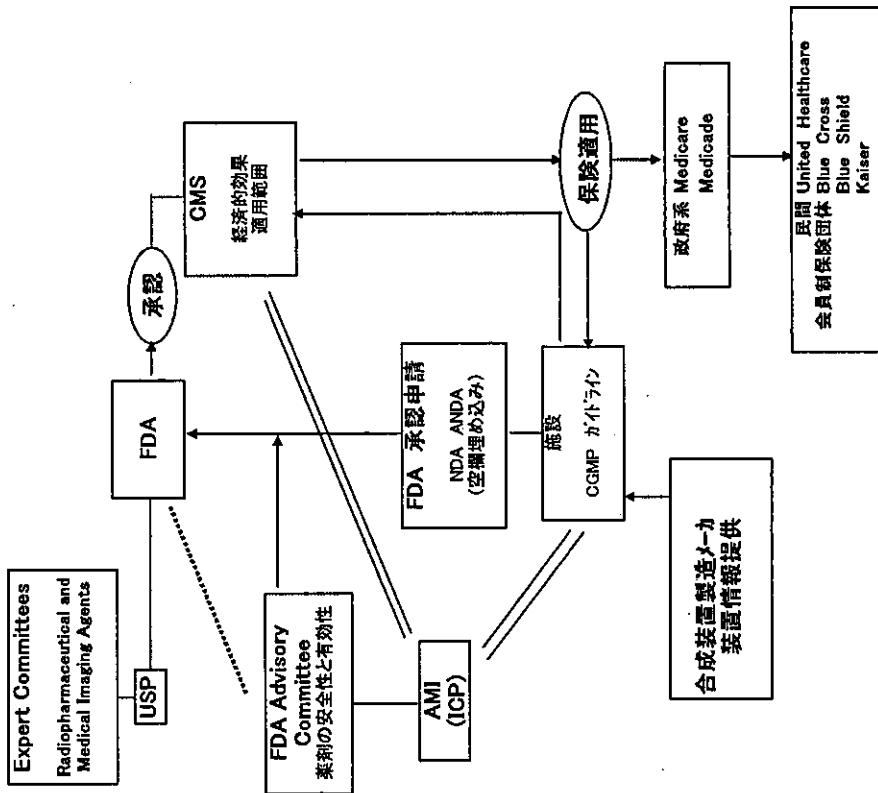 Expert Committees
Radiopharmaceutical and
Medical Imaging Agents
USP
FDA
承認
CMS
経済的効果
適用範囲
FDA Advisory
Committee
薬剤の安全性と有効性
AMI
(ICP)
FDA 承認申請
NDA ANDA
(空欄埋め込み)
施設
CGMP ガイドライン
合成装置製造メーカ
装置情報提供
保険適用
政府系 Medicare
Medicade
民間 United Healthcare
会員制保険団体 Blue Cross
Blue Shield
Kaiser